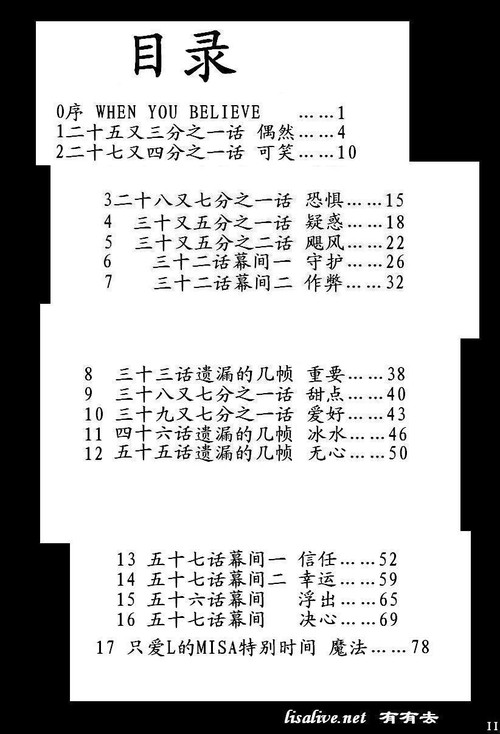 目录
0序 WHEN YOU BELIEVE ……1
1二十五又三分之一话 偶然……4
2二十七又四分之一话 可笑……10
3二十八又七分之一话 恐惧……15
4 三十又五分之一话 疑惑……18
5 三十又五分之二话 飓风……22
6 三十二话幕间一 守护……26
7 三十二话幕间二 作弊……32
8 三十三话遗漏的几帧 重要……38
9 三十八又七分之一话 甜点……40
10 三十九又七分之一话 爱好……43
11 四十六话遗漏的几帧 冰水……46
12 五十五话遗漏的几帧 无心……50
13 五十七话幕间一 信任……52
14 五十七话幕间二 幸运……59
15 五十六话幕间 浮出……65
16 五十七话幕间 决心……69
17 只爱L的MISA特别时间 魔法……78
lisalive.net 有有去
II